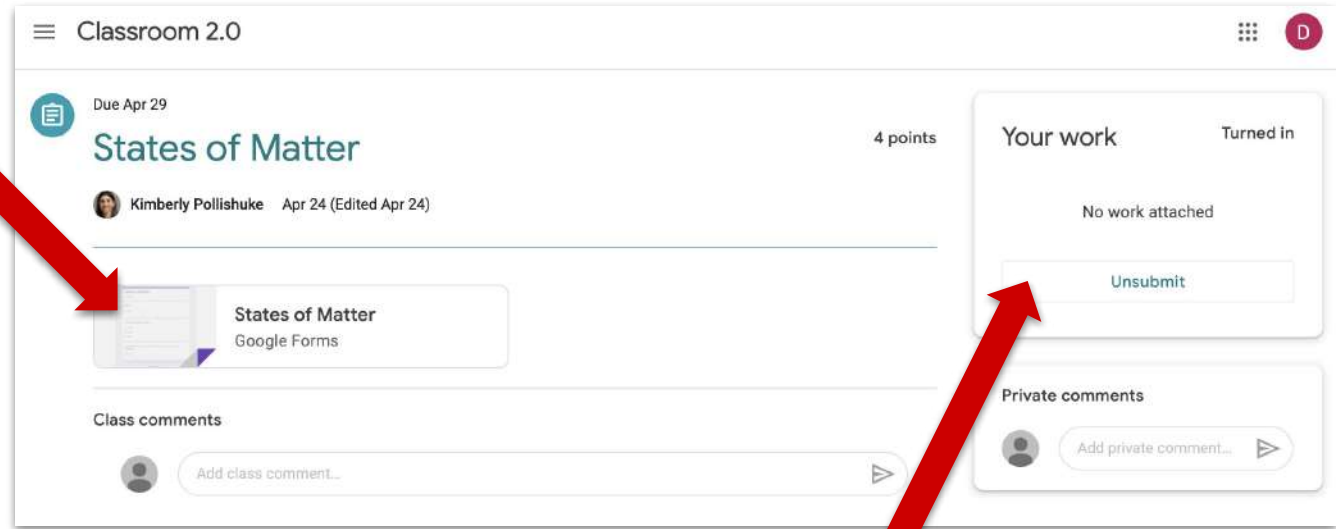 Classroom 2.0
D
Due Apr 29
States of Matter
4 points
Kimberly Pollishuke Apr 24 (Edited Apr 24)
States of Matter
Google Forms
Class comments
Add class comment...
Your work
Turned in
No work attached
Unsubmit
Private comments
Add private comment...